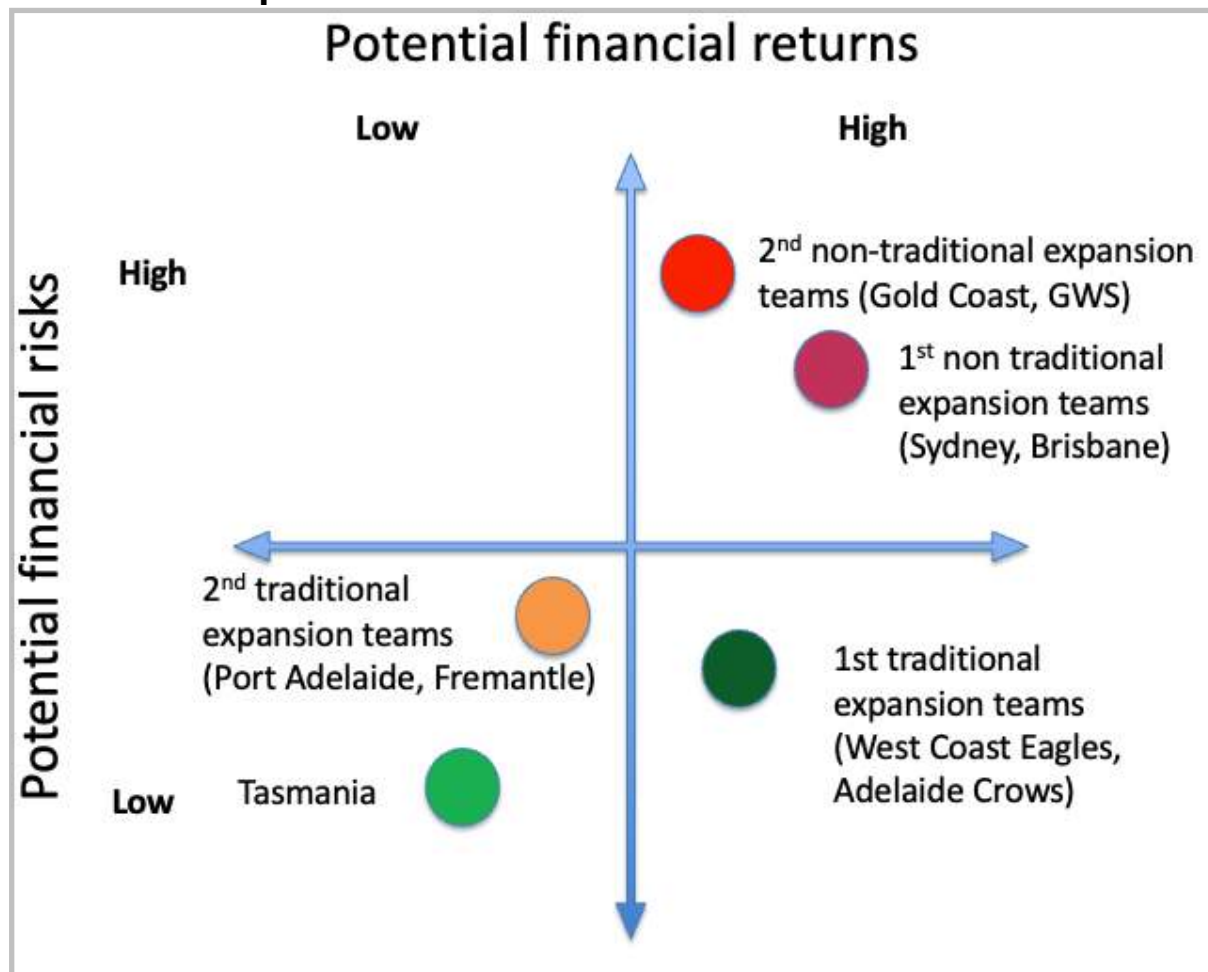 Potential financial returns
Low
High
Potential financial risks
High
2nd non-traditional expansion
teams (Gold Coast, GWS)
1st non traditional
expansion teams
(Sydney, Brisbane)
2nd traditional
expansion teams
(Port Adelaide, Fremantle)
1st traditional
expansion teams
(West Coast Eagles,
Adelaide Crows)
Low
Tasmania